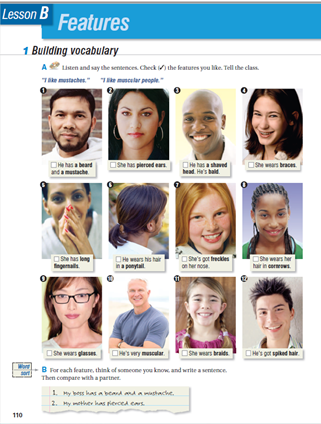 Lesson B
Features
1 Building vocabulary
A Listen and say the sentences. Check (✓) the features you like. Tell the class.
"I like mustaches." "I like muscular people."
1 2 3 4
He has a beard
and a mustache.
She has pierced ears.
He has a shaved
head. He's bald.
She wears braces.
5 6 7 8
She has long
fingernails.
He wears his hair
in a ponytail.
She's got freckles
on her nose.
She wears her
hair in cornrows.
9 10 11 12
She wears glasses.
He's very muscular.
She wears braids.
He's got spiked hair.
Word
sort
B For each feature, think of someone you know, and write a sentence.
Then compare with a partner.
1. My boss has a beard and a mustache.
2. My mother has pierced ears.
110